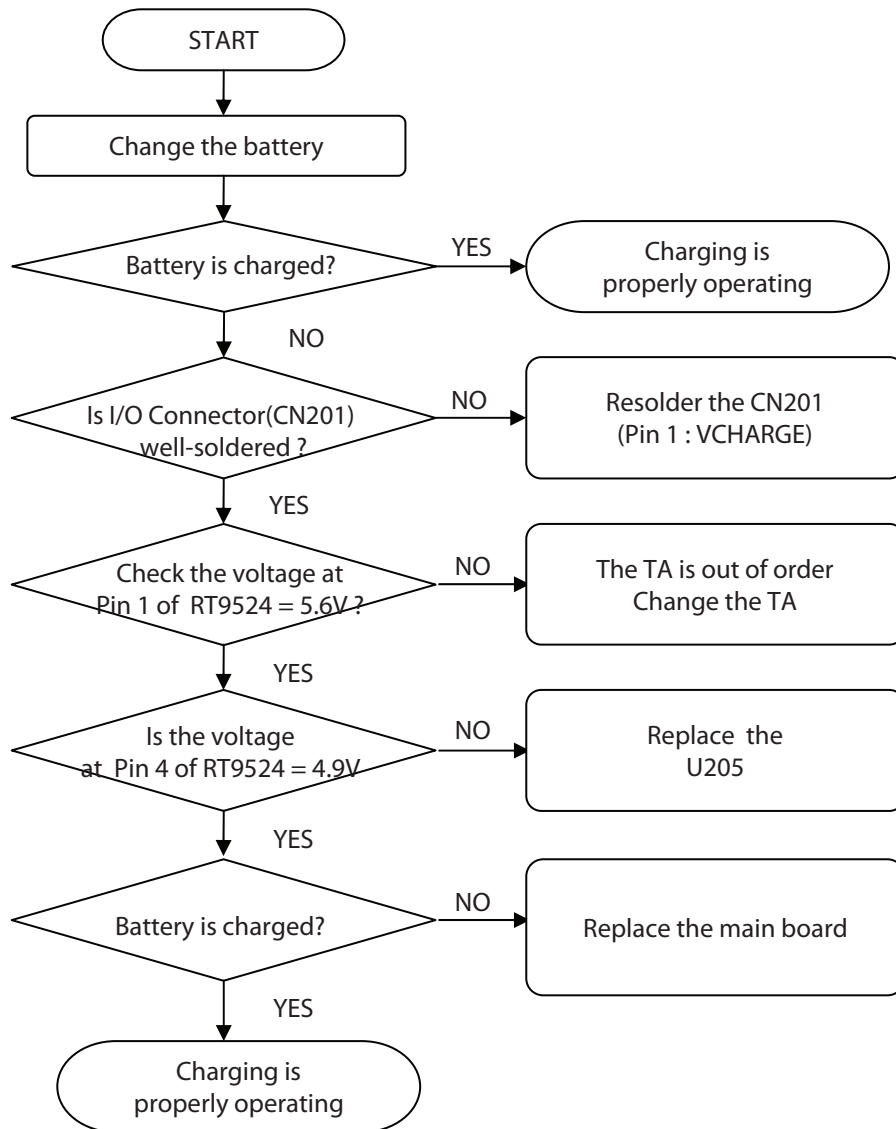 START
Change the battery
Battery is charged?
YES
Charging is
properly operating
NO
Is I/O Connector(CN201)
well-soldered ?
NO
Resolder the CN201
(Pin 1 : VCHARGE)
YES
Check the voltage at
Pin 1 of RT9524 = 5.6V ?
NO
The TA is out of order
Change the TA
YES
Is the voltage
at Pin 4 of RT9524 = 4.9V
NO
Replace the
U205
YES
Battery is charged?
NO
Replace the main board
YES
Charging is
properly operating